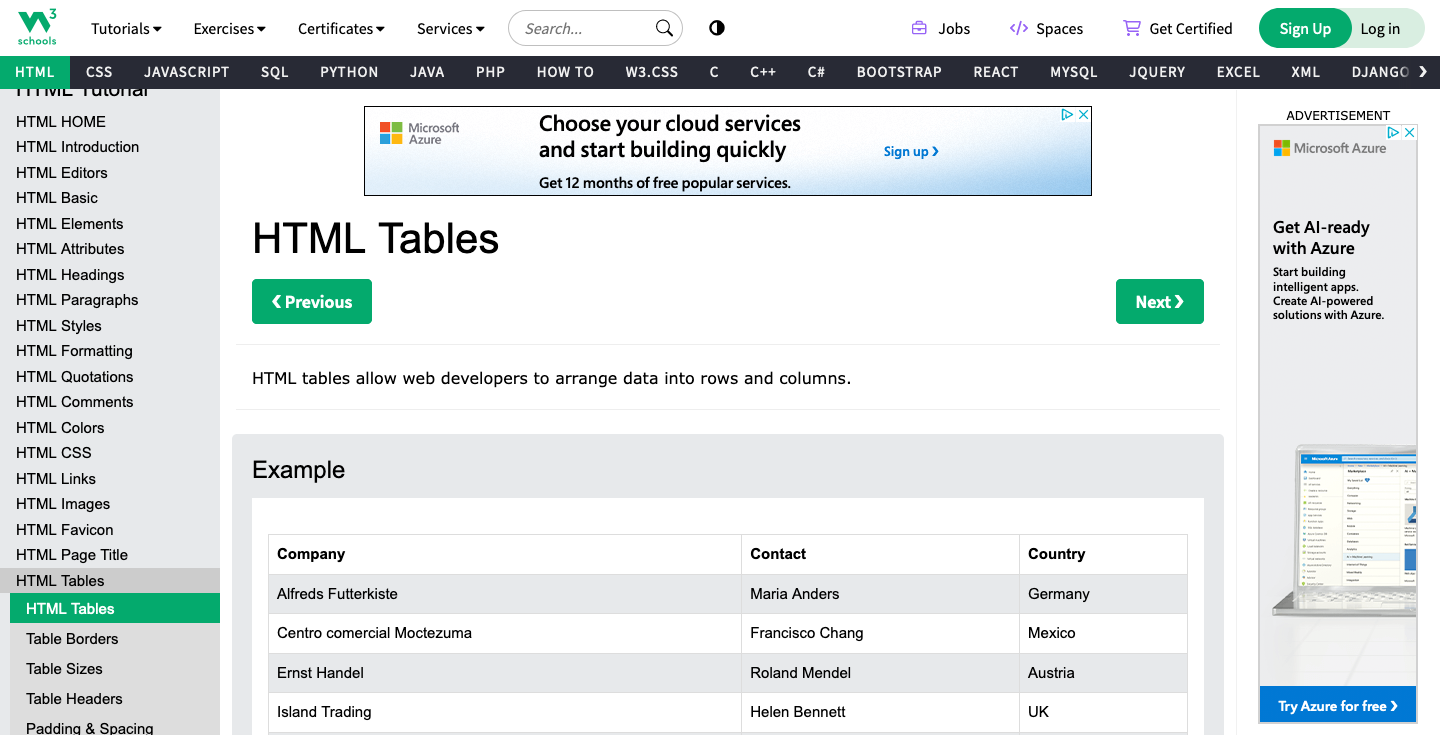 W3
schools
Tutorials
Exercises
Certificates
Services
Search...
Jobs
Spaces
Get Certified
Sign Up
Log in
HTML CSS JAVASCRIPT SQL PYTHON JAVA PHP HOW TO W3.CSS C C++ C# BOOTSTRAP REACT MYSQL JQUERY EXCEL XML DJANGO
HTML Tutorial
HTML HOME
HTML Introduction
HTML Editors
HTML Basic
HTML Elements
HTML Attributes
HTML Headings
HTML Paragraphs
HTML Styles
HTML Formatting
HTML Quotations
HTML Comments
HTML Colors
HTML CSS
HTML Links
HTML Images
HTML Favicon
HTML Page Title
HTML Tables
HTML Tables
Table Borders
Table Sizes
Table Headers
Padding & Spacing
Microsoft
Azure
Choose your cloud services
and start building quickly
Get 12 months of free popular services.
Sign up ❯
HTML Tables
❮ Previous
Next ❯
HTML tables allow web developers to arrange data into rows and columns.
Example
Company Contact Country
Alfreds Futterkiste Maria Anders Germany
Centro comercial Moctezuma Francisco Chang Mexico
Ernst Handel Roland Mendel Austria
Island Trading Helen Bennett UK
ADVERTISEMENT
Microsoft Azure
Get AI-ready
with Azure
Start building
intelligent apps.
Create AI-powered
solutions with Azure.
Try Azure for free ❯